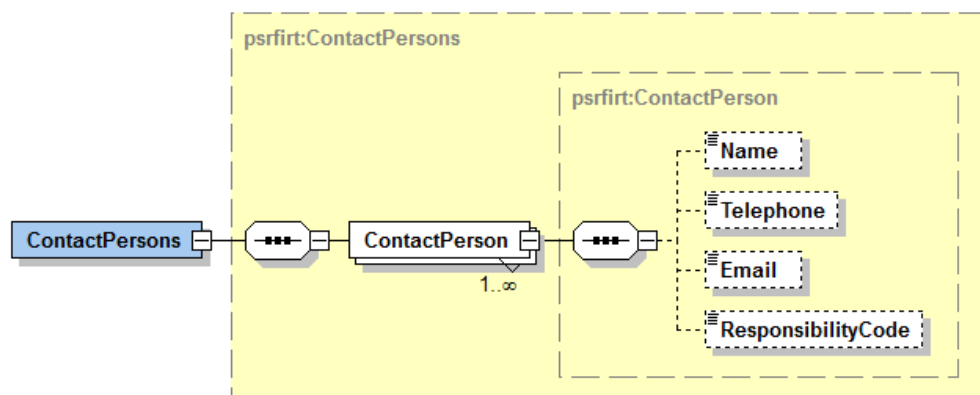 psrfirt:ContactPersons
psrfirt:ContactPerson
Name
Telephone
ContactPersons
ContactPerson
1..∞
Email
ResponsibilityCode